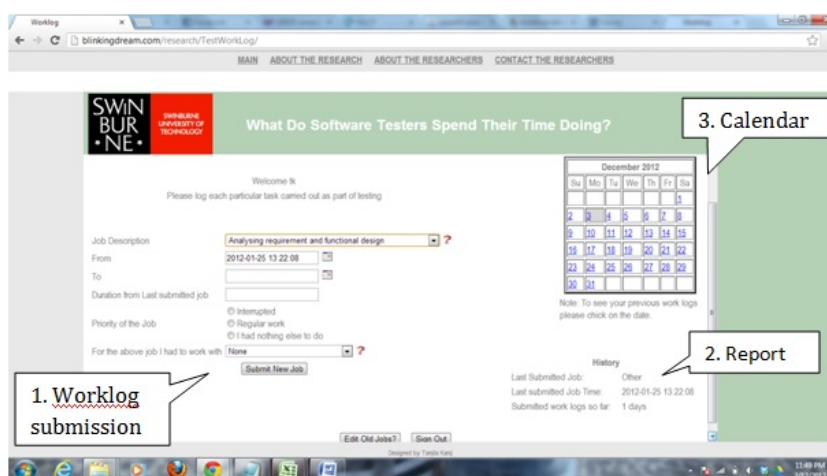 Worklog
blinkingdream.com/research/TestWorkLog/
MAIN ABOUT THE RESEARCH ABOUT THE RESEARCHERS CONTACT THE RESEARCHERS
SWIN
BUR
• NE •
SWINBURNE
UNIVERSITY OF
TECHNOLOGY
What Do Software Testers Spend Their Time Doing?
3. Calendar
Welcome tk
Please log each particular task carried out as part of testing
December 2012
Su Mo Tu We Th Fr Sa
1
2 3 4 5 6 7 8
9 10 11 12 13 14 15
16 17 18 19 20 21 22
23 24 25 26 27 28 29
30 31
Note: To see your previous work logs
please chick on the date.
Job Description Analysing requirement and functional design ?
From 2012-01-25 13:22:08
To
Duration from Last submitted job
Priority of the Job
Interrupted
Regular work
I had nothing else to do
For the above job I had to work with None ?
Submit New Job
1. Worklog
submission
2. Report
History
Last Submitted Job: Other
Last submitted Job Time: 2012-01-25 13:22:08
Submitted work logs so far: 1 days
Edit Old Jobs? Sign Out
Designed by Tanjila Kanij
11:49 PM